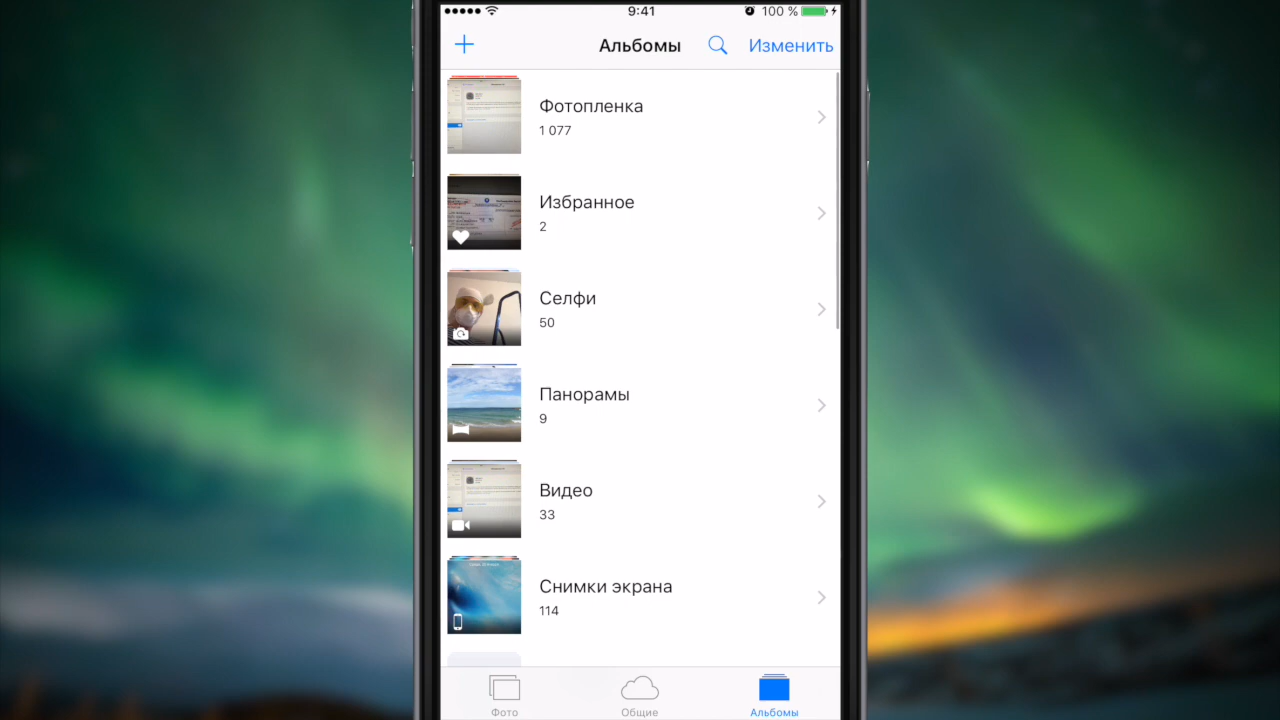 9:41
100 %
Альбомы
Изменить
Фотопленка
1 077
Избранное
2
Селфи
50
Панорамы
9
Видео
33
Снимки экрана
114
Фото
Общие
Альбомы